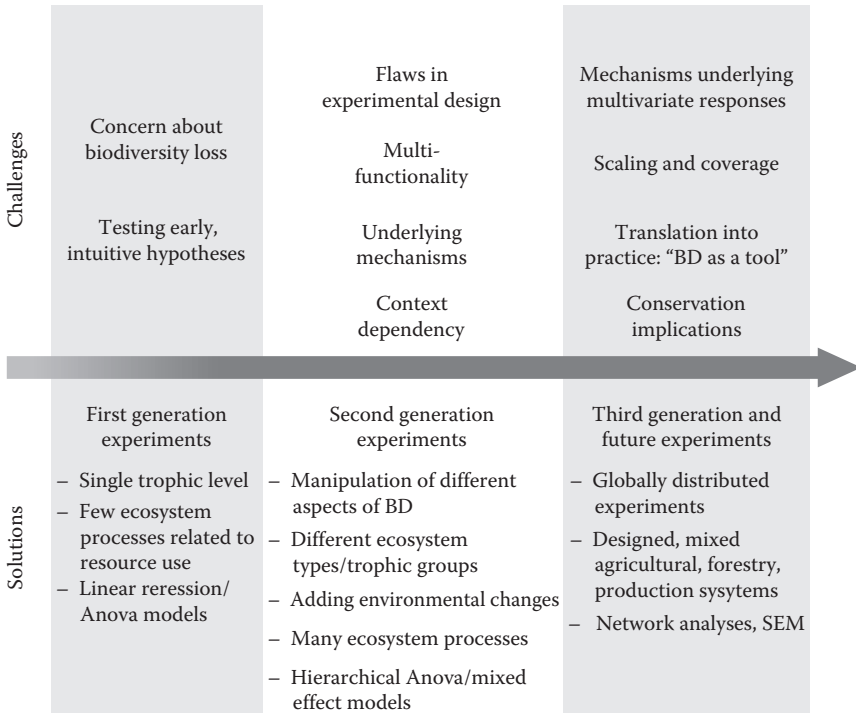 Challenges
Concern about
biodiversity loss
Testing early,
intuitive hypotheses
Flaws in
experimental design
Multi-
functionality
Underlying
mechanisms
Context
dependency
Mechanisms underlying
multivariate responses
Scaling and coverage
Translation into
practice: “BD as a tool”
Conservation
implications
Solutions
First generation
experiments
– Single trophic level
– Few ecosystem
processes related to
resource use
– Linear reression/
Anova models
Second generation
experiments
– Manipulation of different
aspects of BD
– Different ecosystem
types/trophic groups
– Adding environmental changes
– Many ecosystem processes
– Hierarchical Anova/mixed
effect models
Third generation and
future experiments
– Globally distributed
experiments
– Designed, mixed
agricultural, forestry,
production sysytems
– Network analyses, SEM